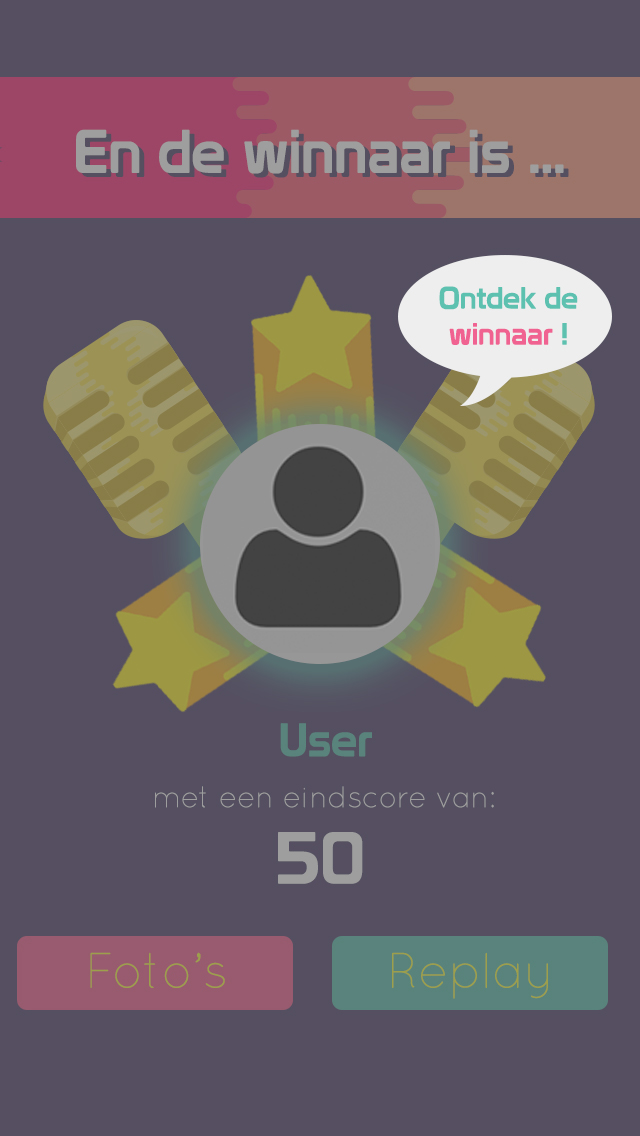 En de winnaar is ...
Ontdek de
winnaar !
User
met een eindscore van:
50
Foto's
Replay